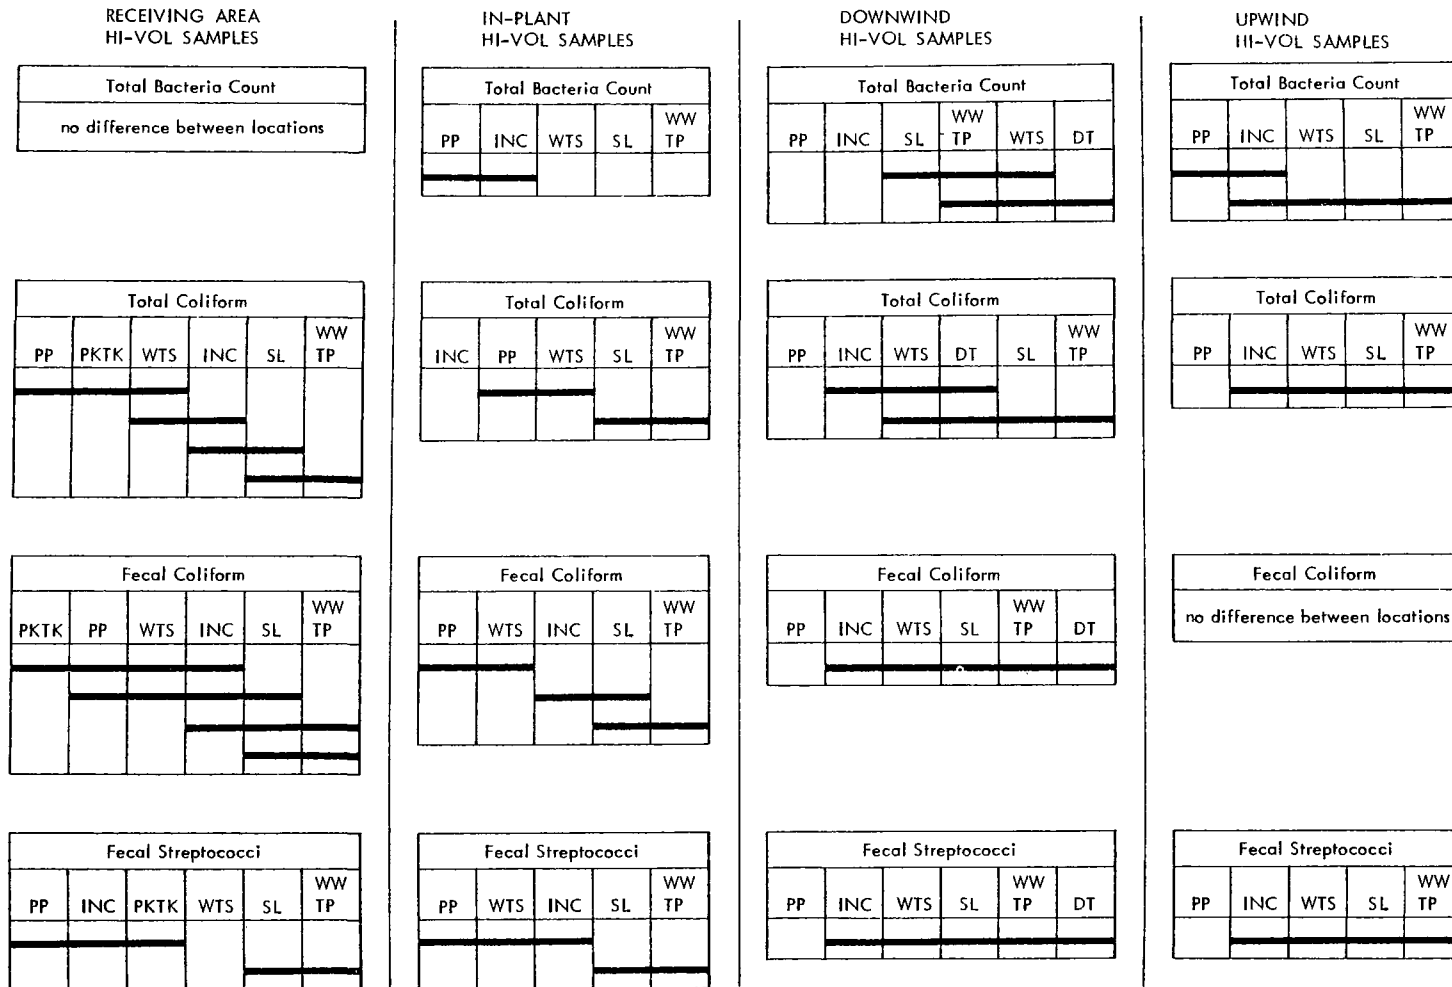 RECEIVING AREA
HI-VOL SAMPLES
Total Bacteria Count
no difference between locations
Total Coliform
PP PKTK WTS INC SL WW TP
Fecal Coliform
PKTK PP WTS INC SL WW TP
Fecal Streptococci
PP INC PKTK WTS SL WW TP
IN-PLANT
HI-VOL SAMPLES
Total Bacteria Count
PP INC WTS SL WW TP
Total Coliform
INC PP WTS SL WW TP
Fecal Coliform
PP WTS INC SL WW TP
Fecal Streptococci
PP WTS INC SL WW TP
DOWNWIND
HI-VOL SAMPLES
Total Bacteria Count
PP INC SL WW TP WTS DT
Total Coliform
PP INC WTS DT SL WW TP
Fecal Coliform
PP INC WTS SL WW TP DT
Fecal Streptococci
PP INC WTS SL WW TP DT
UPWIND
HI-VOL SAMPLES
Total Bacteria Count
PP INC WTS SL WW TP
Total Coliform
PP INC WTS SL WW TP
Fecal Coliform
no difference between locations
Fecal Streptococci
PP INC WTS SL WW TP